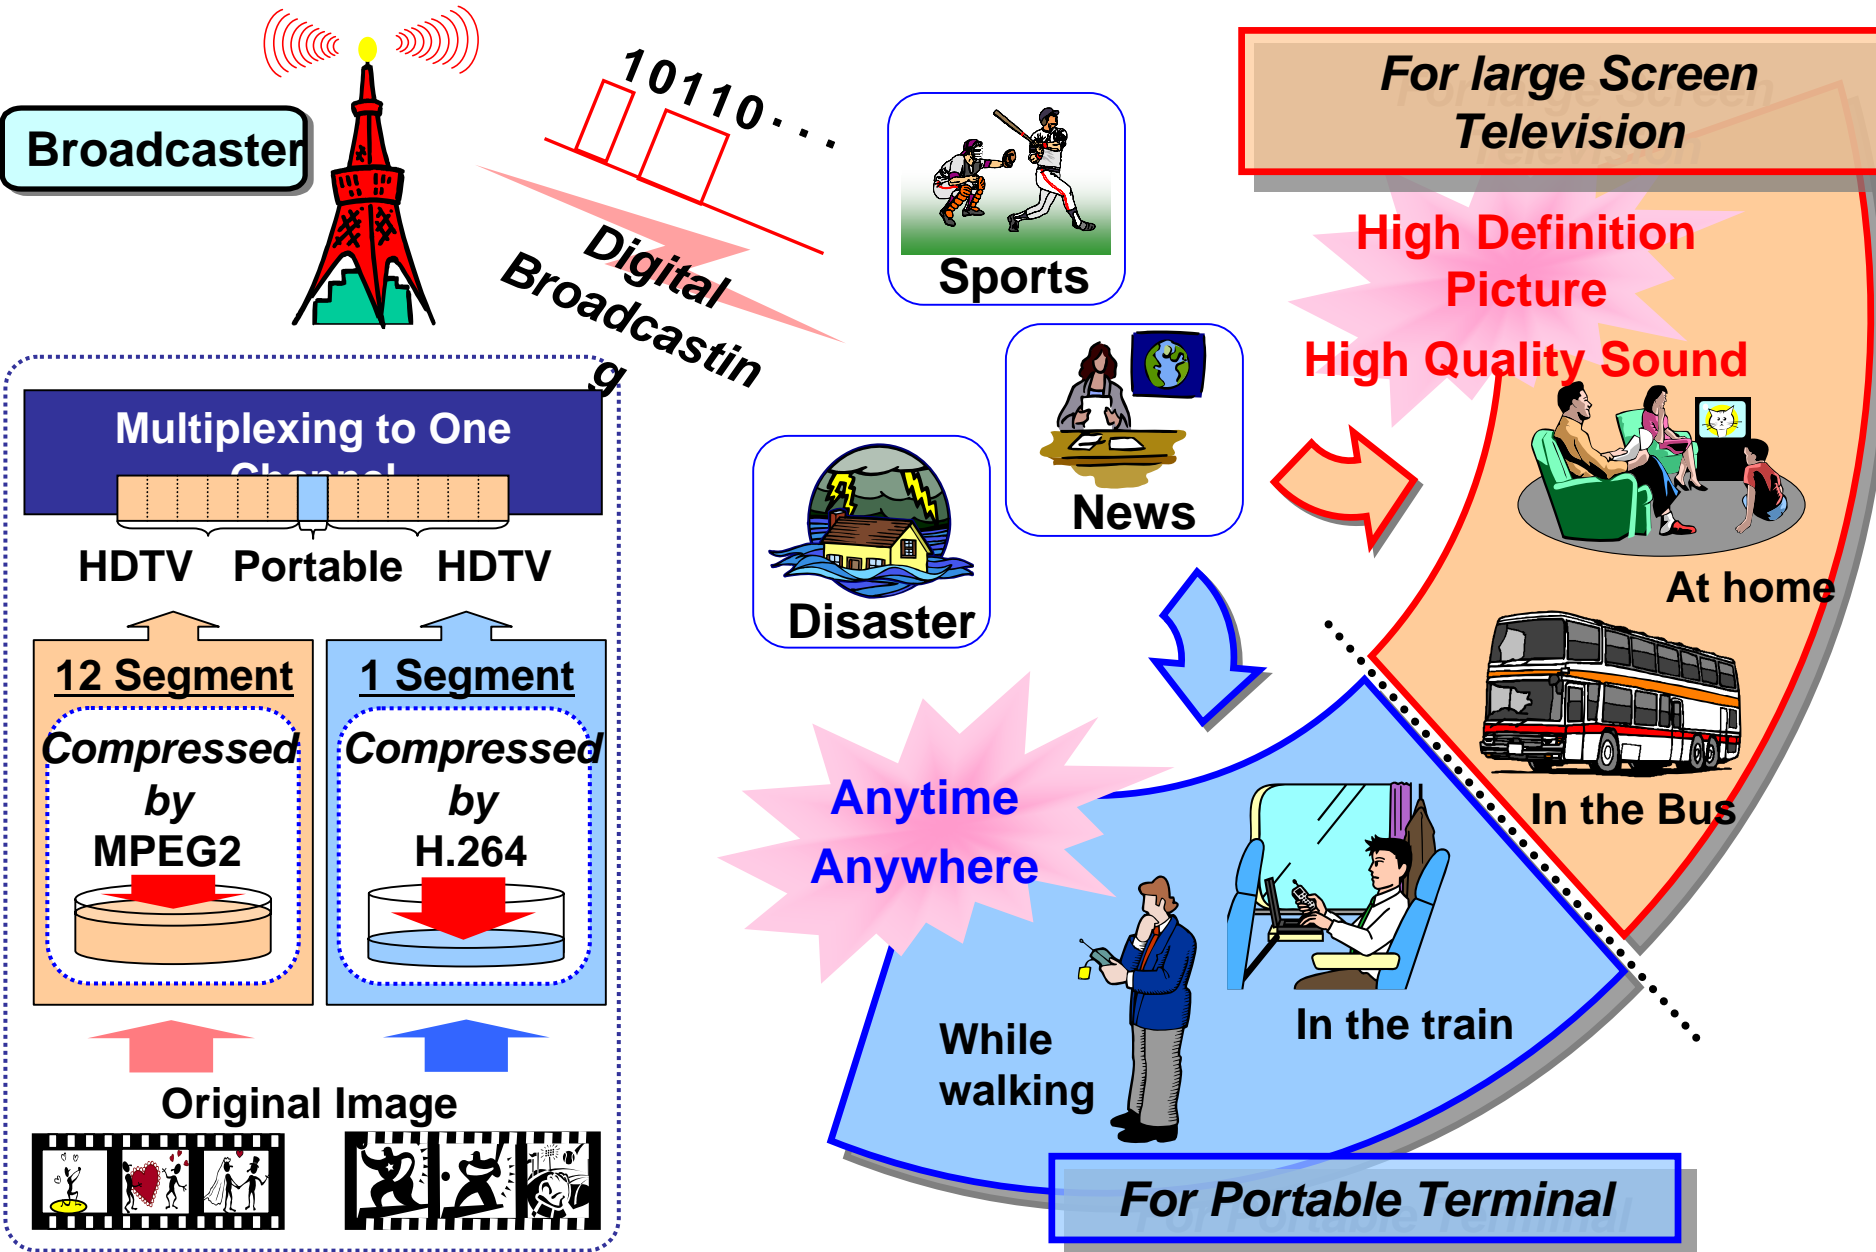 Broadcaster
10110・・・
Digital
Broadcastin
g
Sports
News
Disaster
For large Screen
Television
High Definition
Picture
High Quality Sound
At home
In the Bus
Multiplexing to One
Channel
HDTV Portable HDTV
12 Segment
Compressed
by
MPEG2
1 Segment
Compressed
by
H.264
Original Image
Anytime
Anywhere
While
walking
In the train
For Portable Terminal